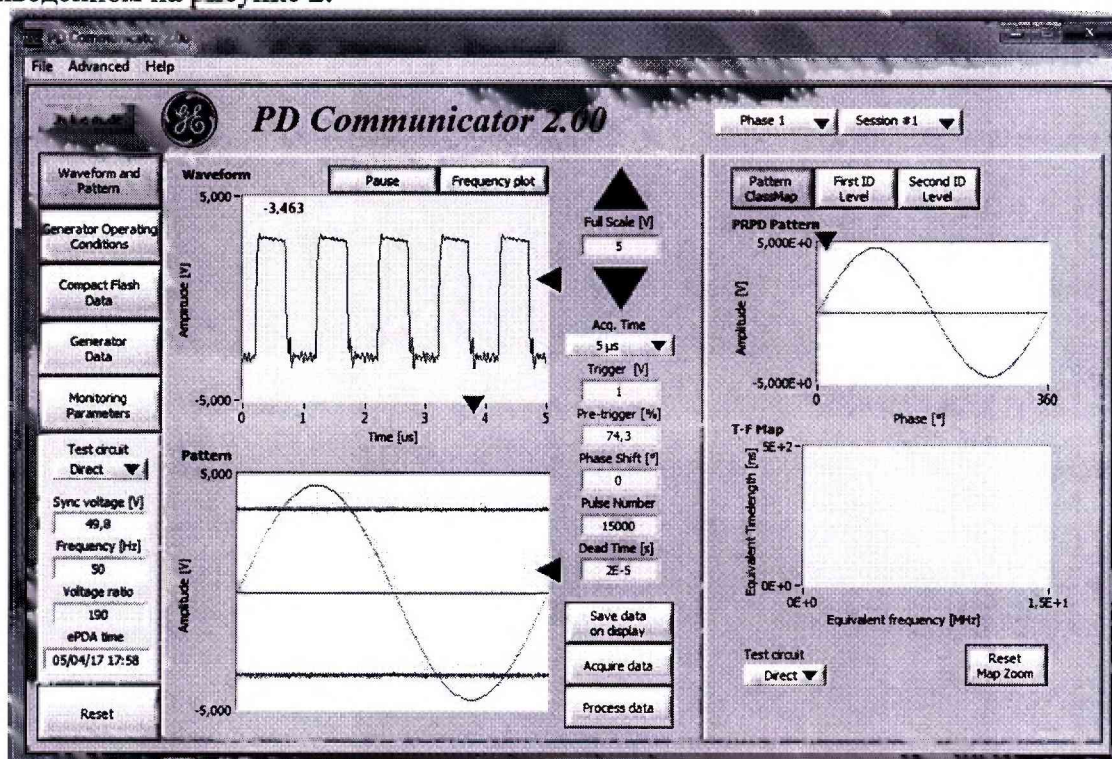 рисунке 2.
PD Communicator 2.00
File Advanced Help
PD Communicator 2.00
Phase 1
Session #1
Waveform and
Pattern
Generator Operating
Conditions
Compact Flash
Data
Generator
Data
Monitoring
Parameters
Test circuit
Direct
Sync voltage [V]
49,8
Frequency [Hz]
50
Voltage ratio
190
ePDA time
05/04/17 17:58
Reset
Waveform
Pause
Frequency plot
5,000
-3,463
Amplitude [V]
-5,000
0 1 2 3 4 5
Time [us]
Pattern
5,000
Amplitude [V]
-5,000
Full Scale [V]
5
Acq. Time
5 µs
Trigger [V]
1
Pre-trigger [%]
74,3
Phase Shift [°]
0
Pulse Number
15000
Dead Time [s]
2E-5
Save data
on display
Acquire data
Process data
Pattern
ClassMap
First ID
Level
Second ID
Level
PRPD Pattern
5,000E+0
Amplitude [V]
-5,000E+0
0 360
Phase [°]
T-F Map
5E+2
Equivalent Timelength [ns]
0E+0
0E+0 1,5E+1
Equivalent frequency [MHz]
Test circuit
Direct
Reset
Map Zoom